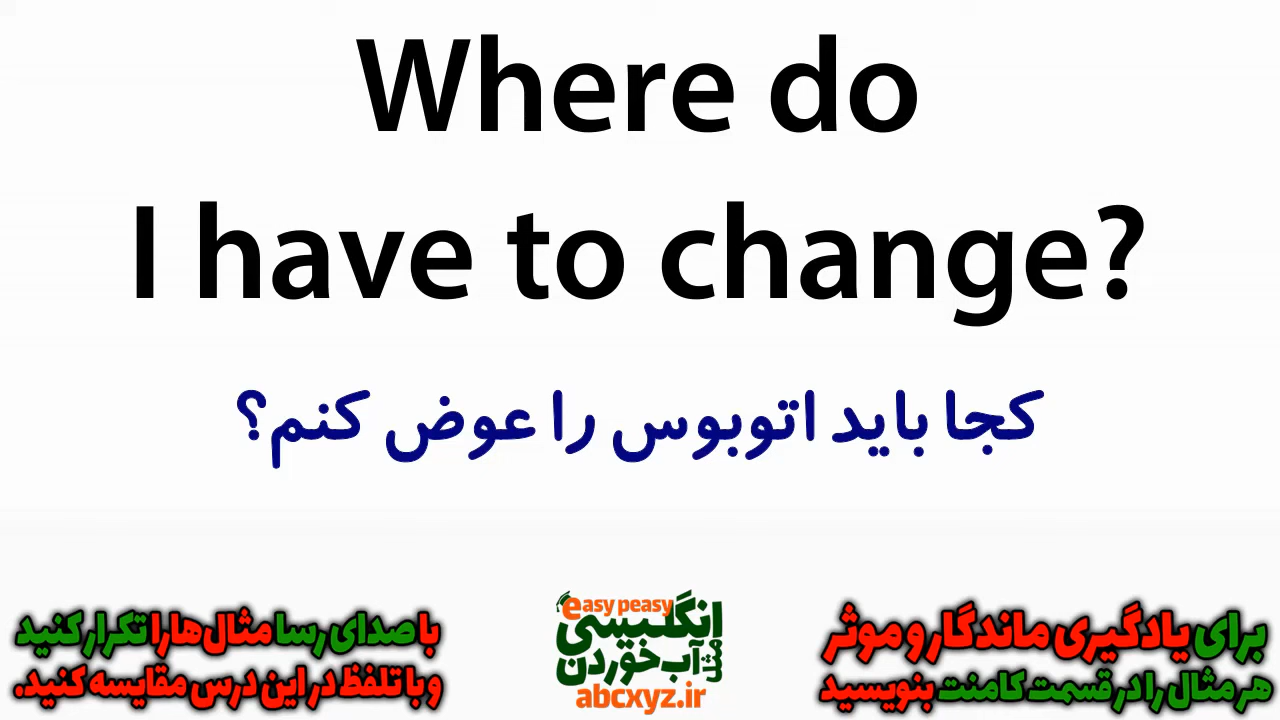 Where do
I have to change?
کجا باید اتوبوس را عوض کنم؟
برای یادگیری ماندگار و موثر
هر مثال را در قسمت کامنت بنویسید
easy peasy
انگلیسی
مثل
آب خوردن
abcxyz.ir
با صدای رسا مثال‌ها را تکرار کنید
و با تلفظ در این درس مقایسه کنید.